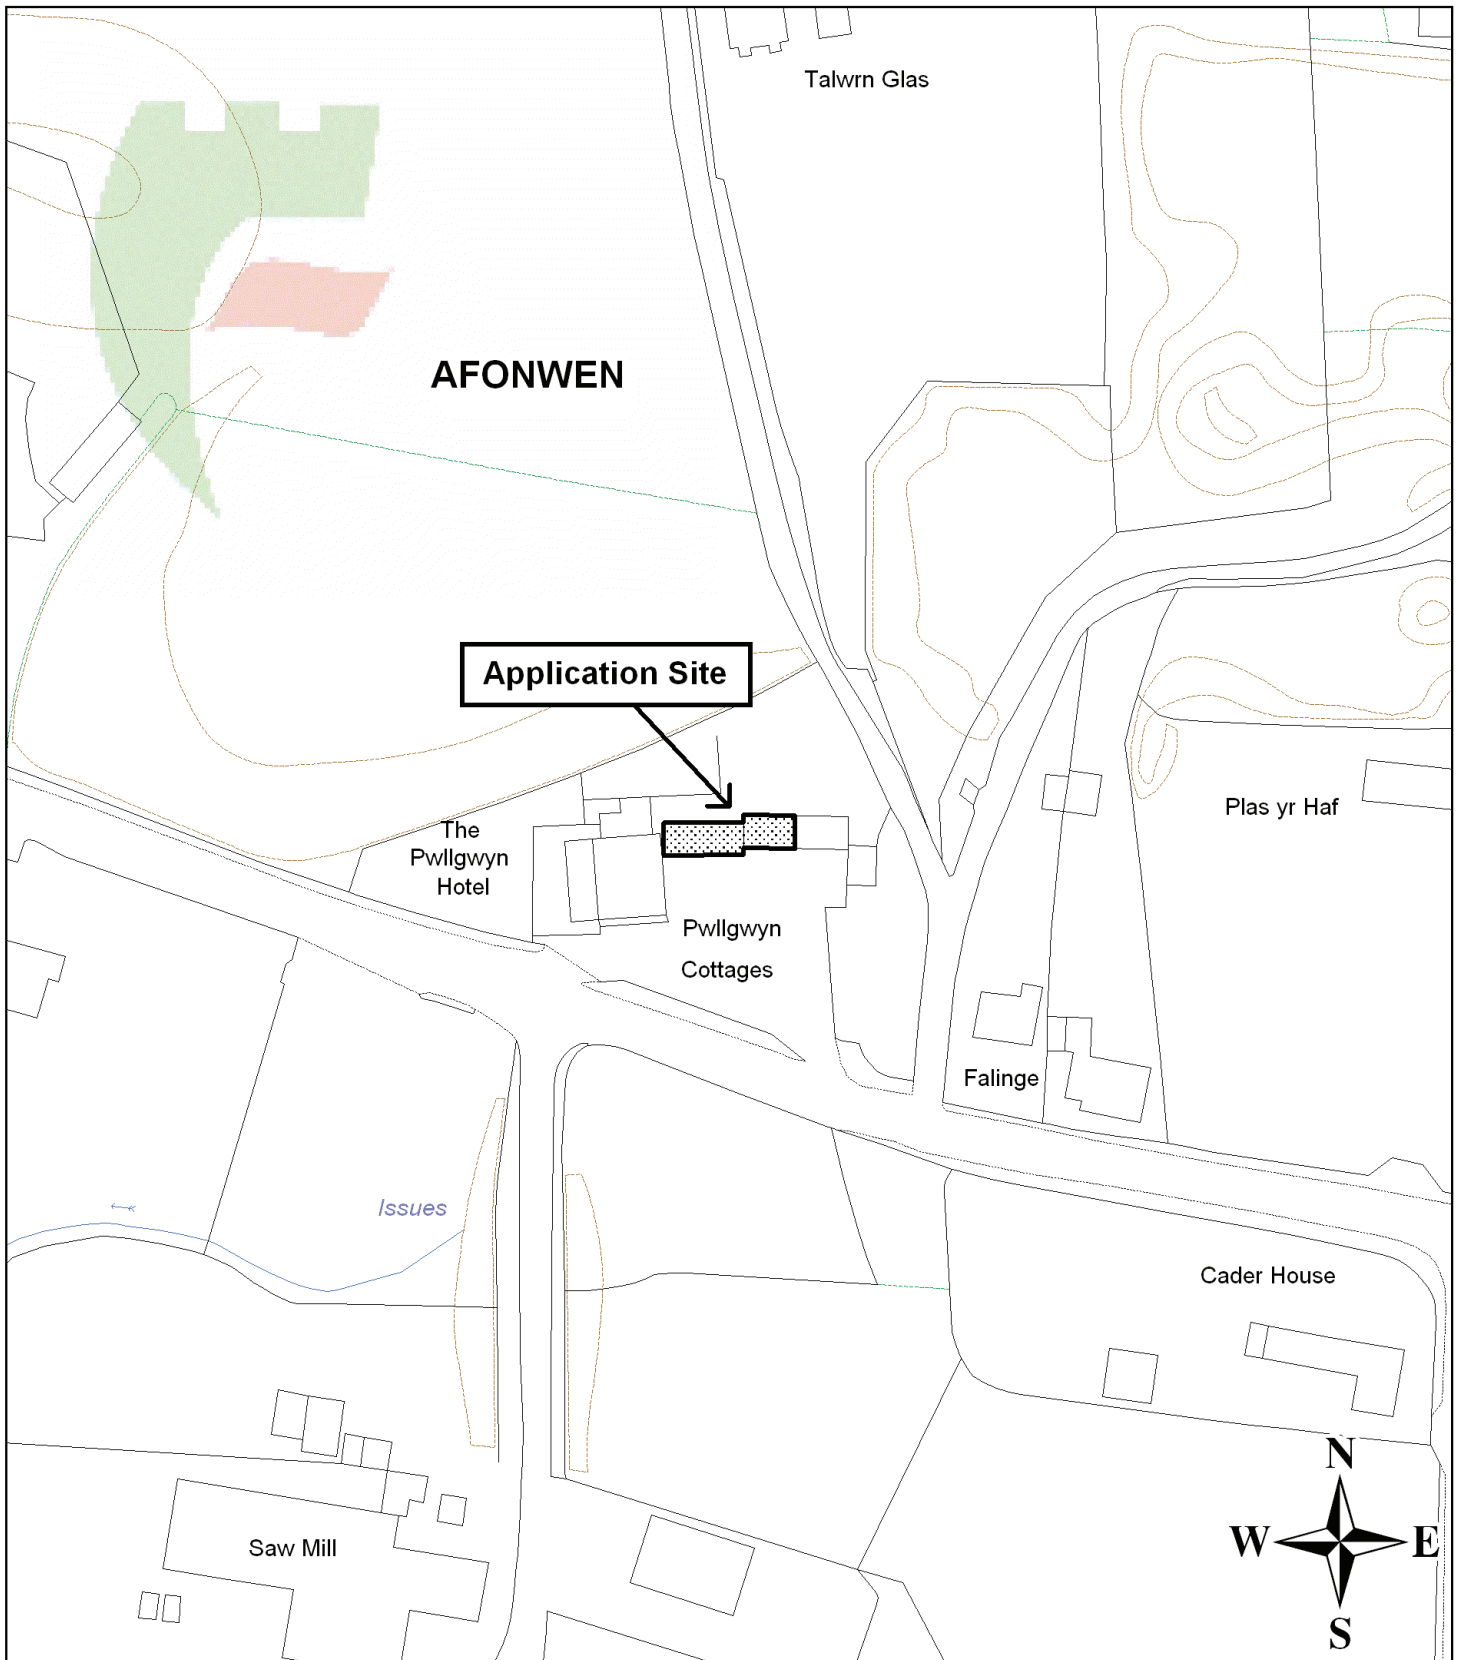 Talwrn Glas
AFONWEN
Application Site
Plas yr Haf
The
Pwllgwyn
Hotel
Pwllgwyn
Cottages
Falinge
Issues
Cader House
N
W E
S
Saw Mill